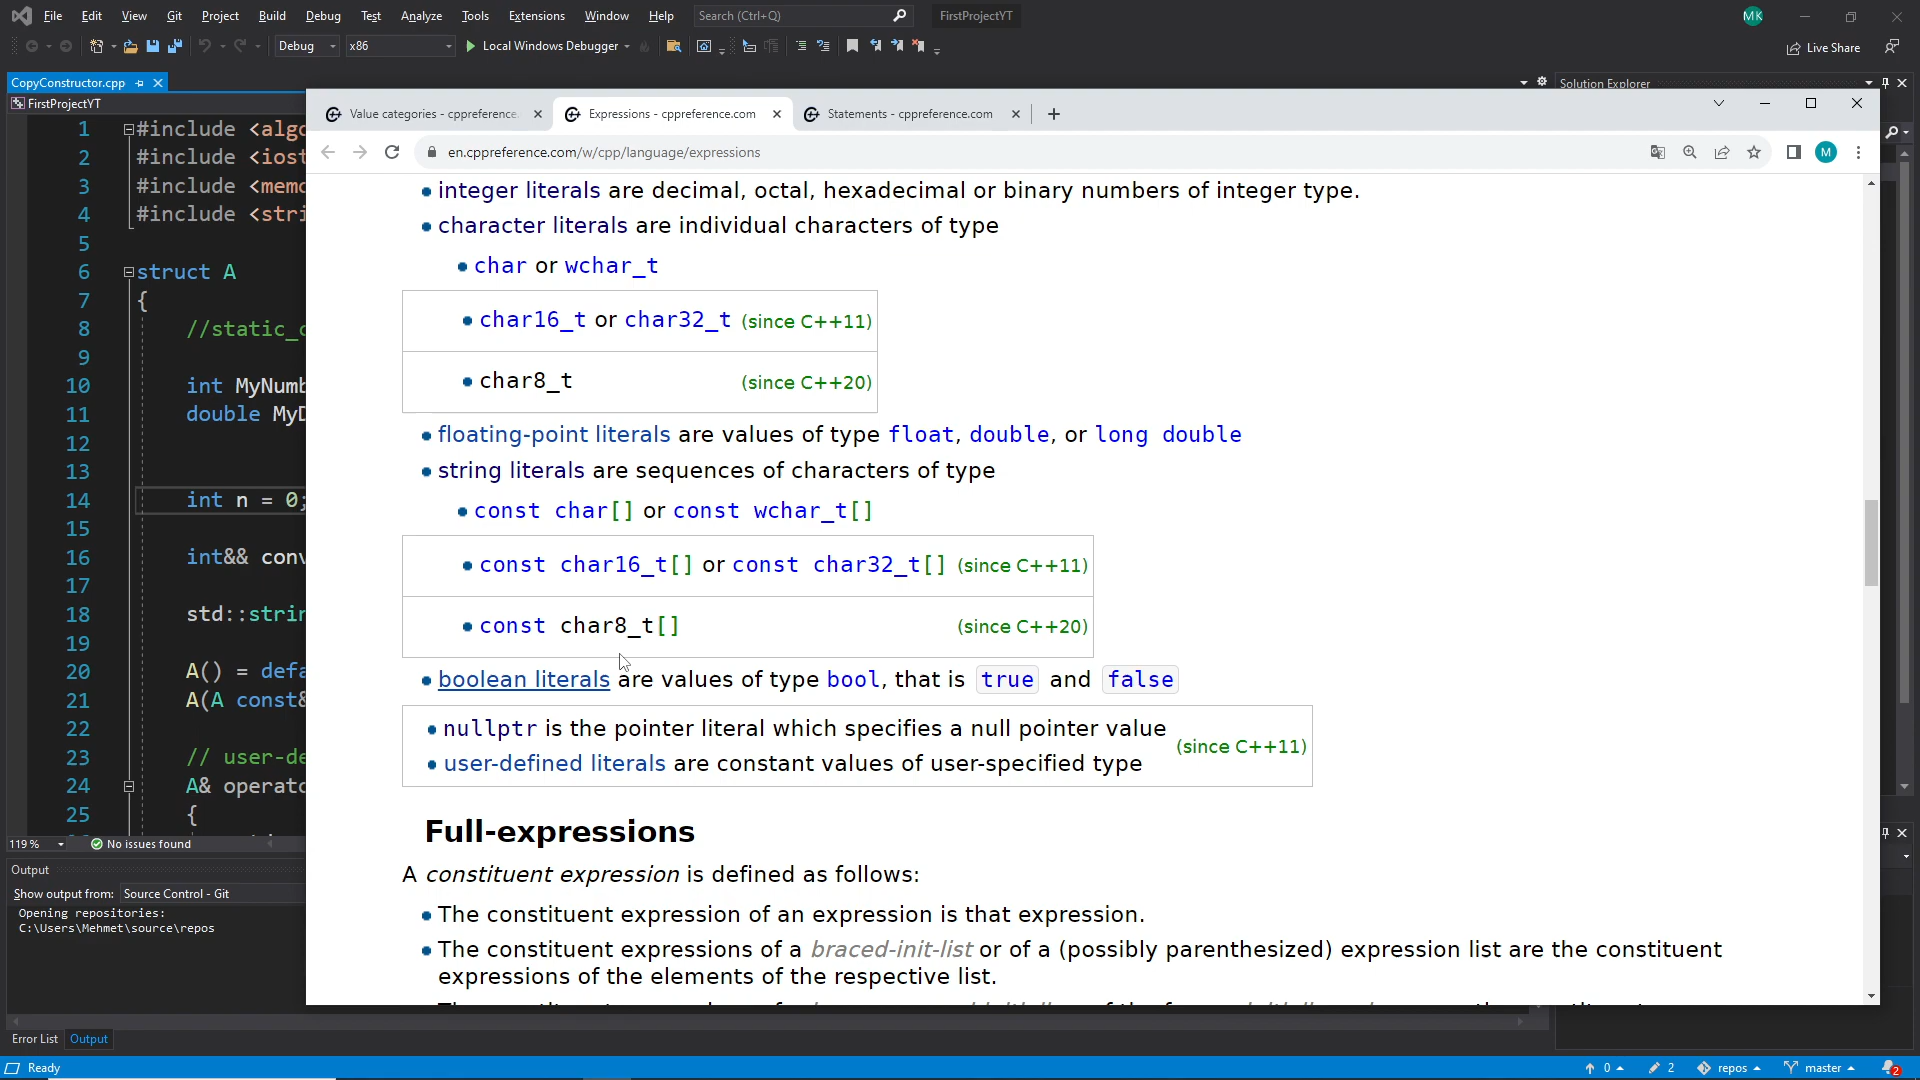 File Edit View Git Project Build Debug Test Analyze Tools Extensions Window Help Search (Ctrl+Q) FirstProjectYT MK
Debug x86 Local Windows Debugger Live Share
CopyConstructor.cpp Solution Explorer
FirstProjectYT
Value categories - cppreference. Expressions - cppreference.com Statements - cppreference.com
en.cppreference.com/w/cpp/language/expressions M
1 #include <algo
2 #include <iost
3 #include <memo
4 #include <stri
5
6 struct A
7 {
8 //static_c
9
10 int MyNumb
11 double MyD
12
13
14 int n = 0;
15
16 int&& conv
17
18 std::strin
19
20 A() = defa
21 A(A const&
22
23 // user-de
24 A& operato
25 {
119 % No issues found
Output
Show output from: Source Control - Git
Opening repositories:
C:\Users\Mehmet\source\repos
Error List Output
Ready 0 2 repos master 2
integer literals are decimal, octal, hexadecimal or binary numbers of integer type.
character literals are individual characters of type
char or wchar_t
char16_t or char32_t (since C++11)
char8_t (since C++20)
floating-point literals are values of type float, double, or long double
string literals are sequences of characters of type
const char[] or const wchar_t[]
const char16_t[] or const char32_t[] (since C++11)
const char8_t[] (since C++20)
boolean literals are values of type bool, that is true and false
nullptr is the pointer literal which specifies a null pointer value
(since C++11)
user-defined literals are constant values of user-specified type
Full-expressions
A constituent expression is defined as follows:
The constituent expression of an expression is that expression.
The constituent expressions of a braced-init-list or of a (possibly parenthesized) expression list are the constituent
expressions of the elements of the respective list.